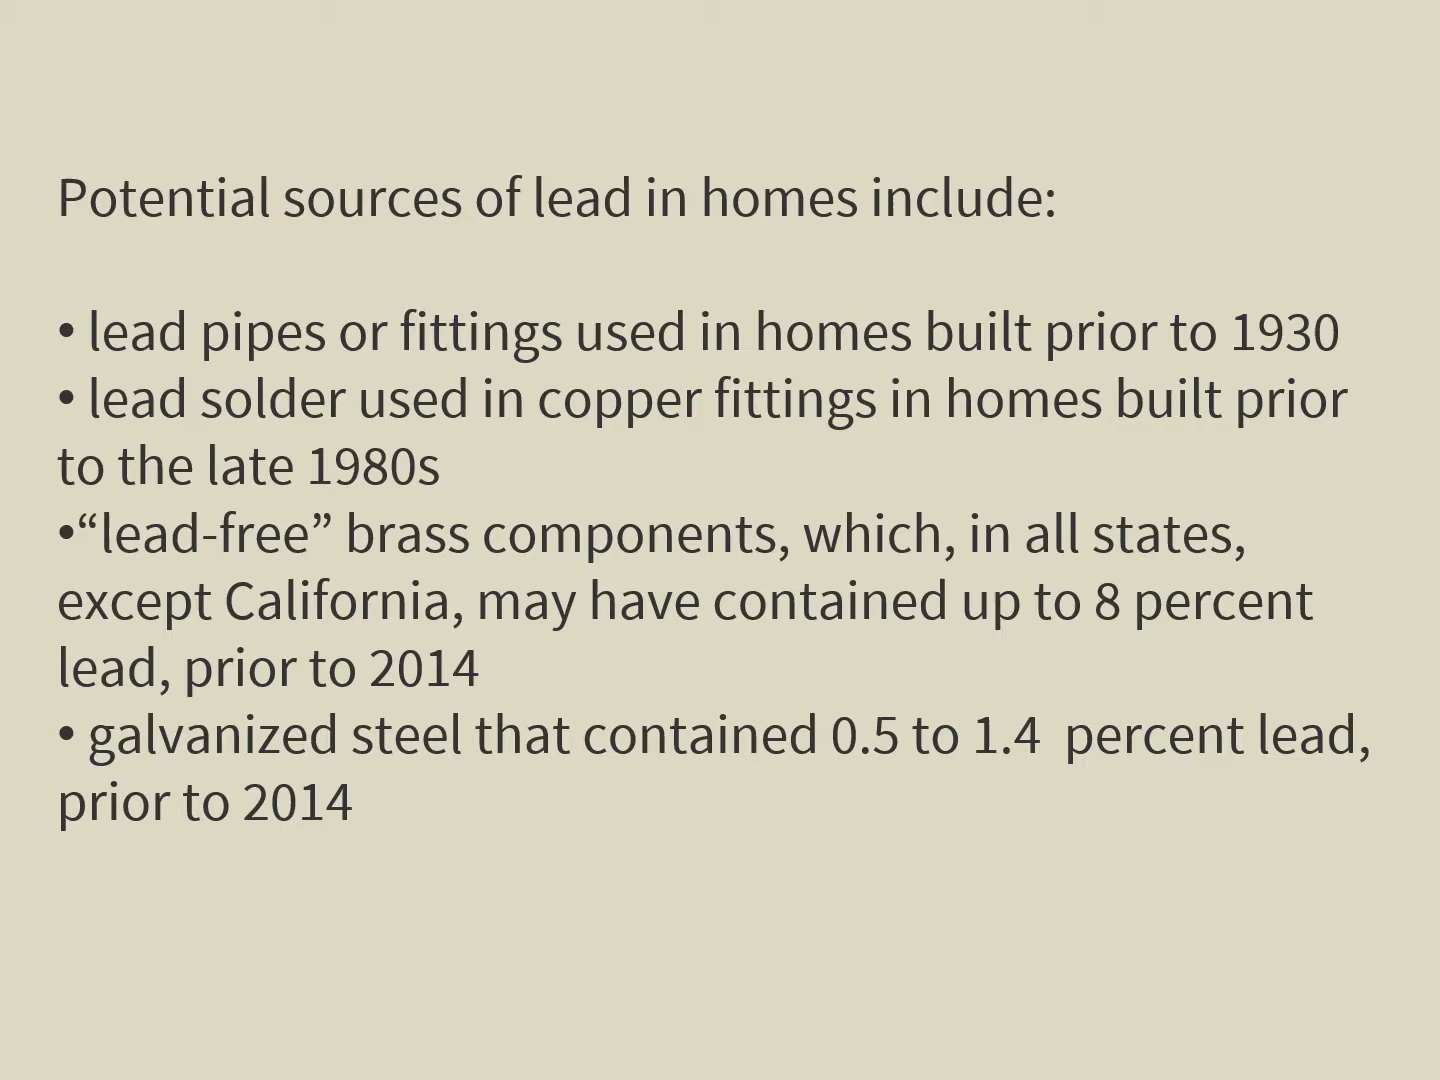 Potential sources of lead in homes include:
• lead pipes or fittings used in homes built prior to 1930
• lead solder used in copper fittings in homes built prior
to the late 1980s
•“lead-free” brass components, which, in all states,
except California, may have contained up to 8 percent
lead, prior to 2014
• galvanized steel that contained 0.5 to 1.4  percent lead,
prior to 2014